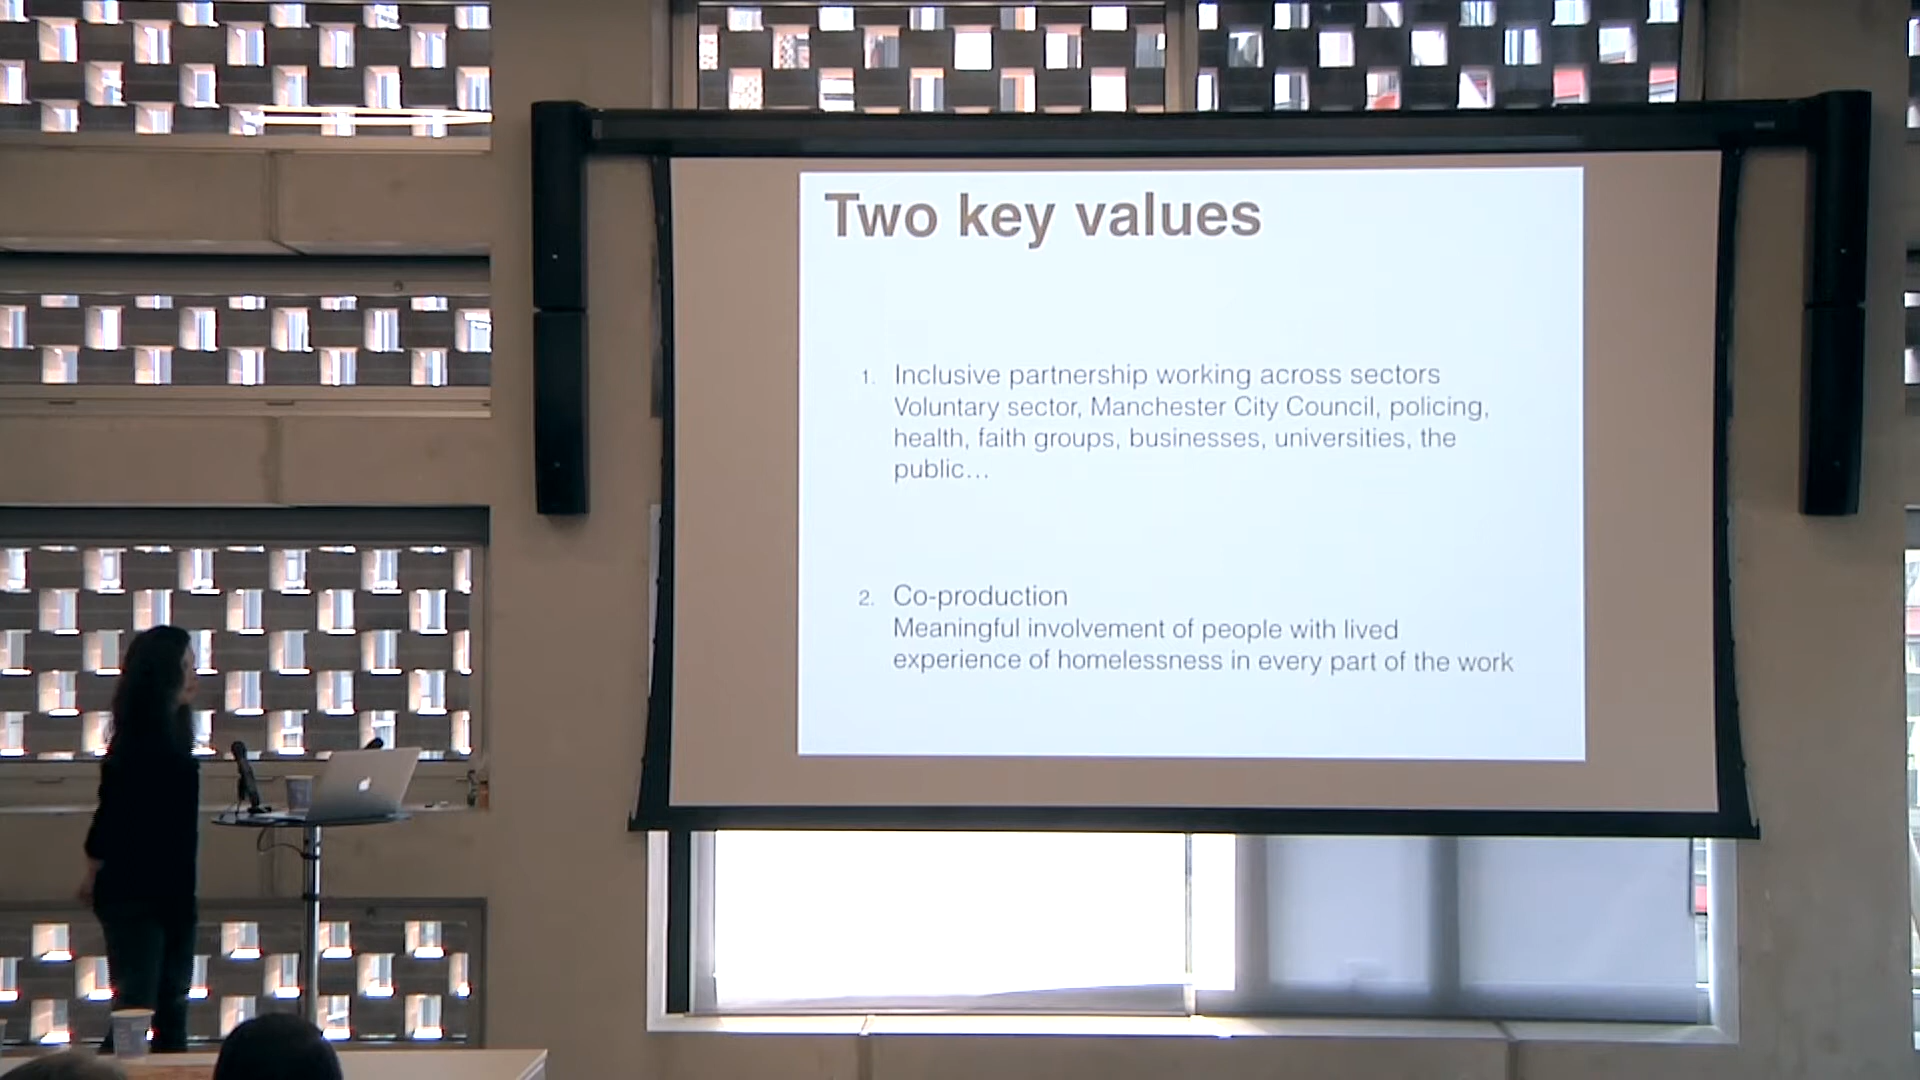 Two key values
1. Inclusive partnership working across sectors
Voluntary sector, Manchester City Council, policing,
health, faith groups, businesses, universities, the
public…
2. Co-production
Meaningful involvement of people with lived
experience of homelessness in every part of the work